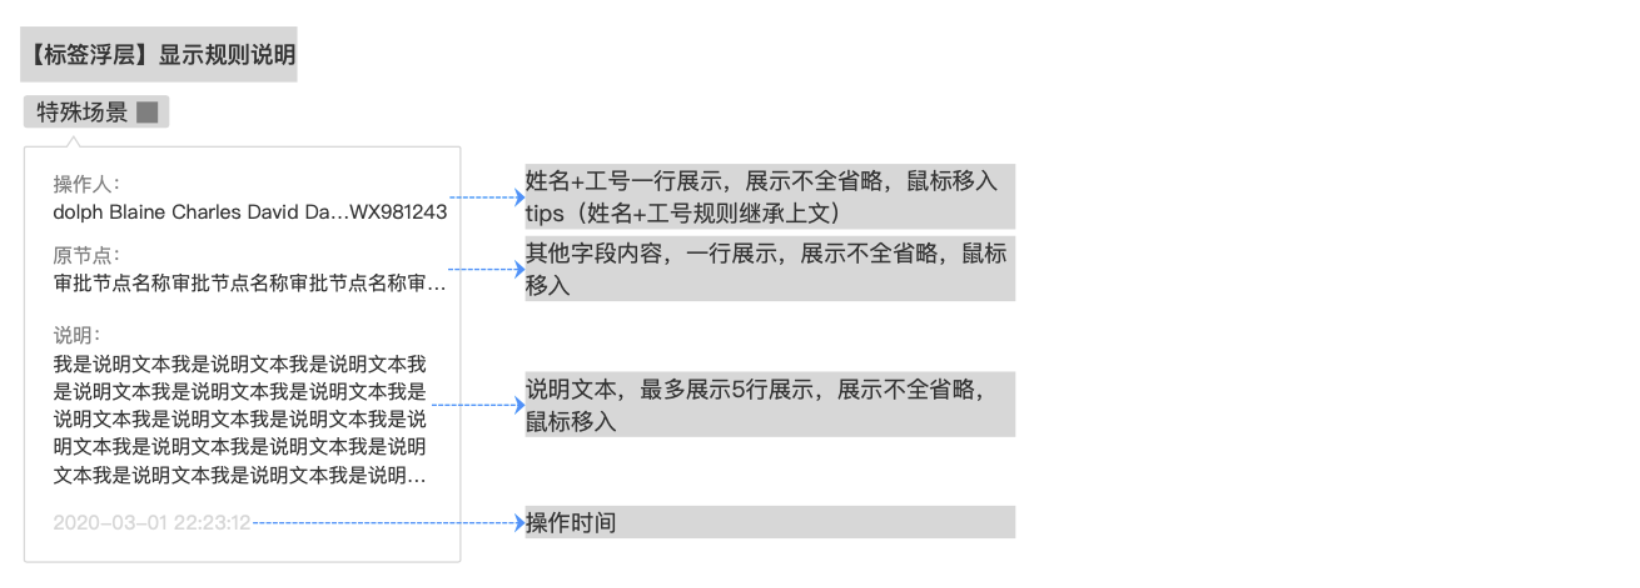 【标签浮层】显示规则说明
特殊场景
操作人：
dolph Blaine Charles David Da...WX981243
姓名+工号一行展示，展示不全省略，鼠标移入
tips（姓名+工号规则继承上文）
原节点：
审批节点名称审批节点名称审批节点名称审...
其他字段内容，一行展示，展示不全省略，鼠标
移入
说明：
我是说明文本我是说明文本我是说明文本我
是说明文本我是说明文本我是说明文本我是
说明文本我是说明文本我是说明文本我是说
明文本我是说明文本我是说明文本我是说明
文本我是说明文本我是说明文本我是说明...
说明文本，最多展示5行展示，展示不全省略，
鼠标移入
2020-03-01 22:23:12
操作时间